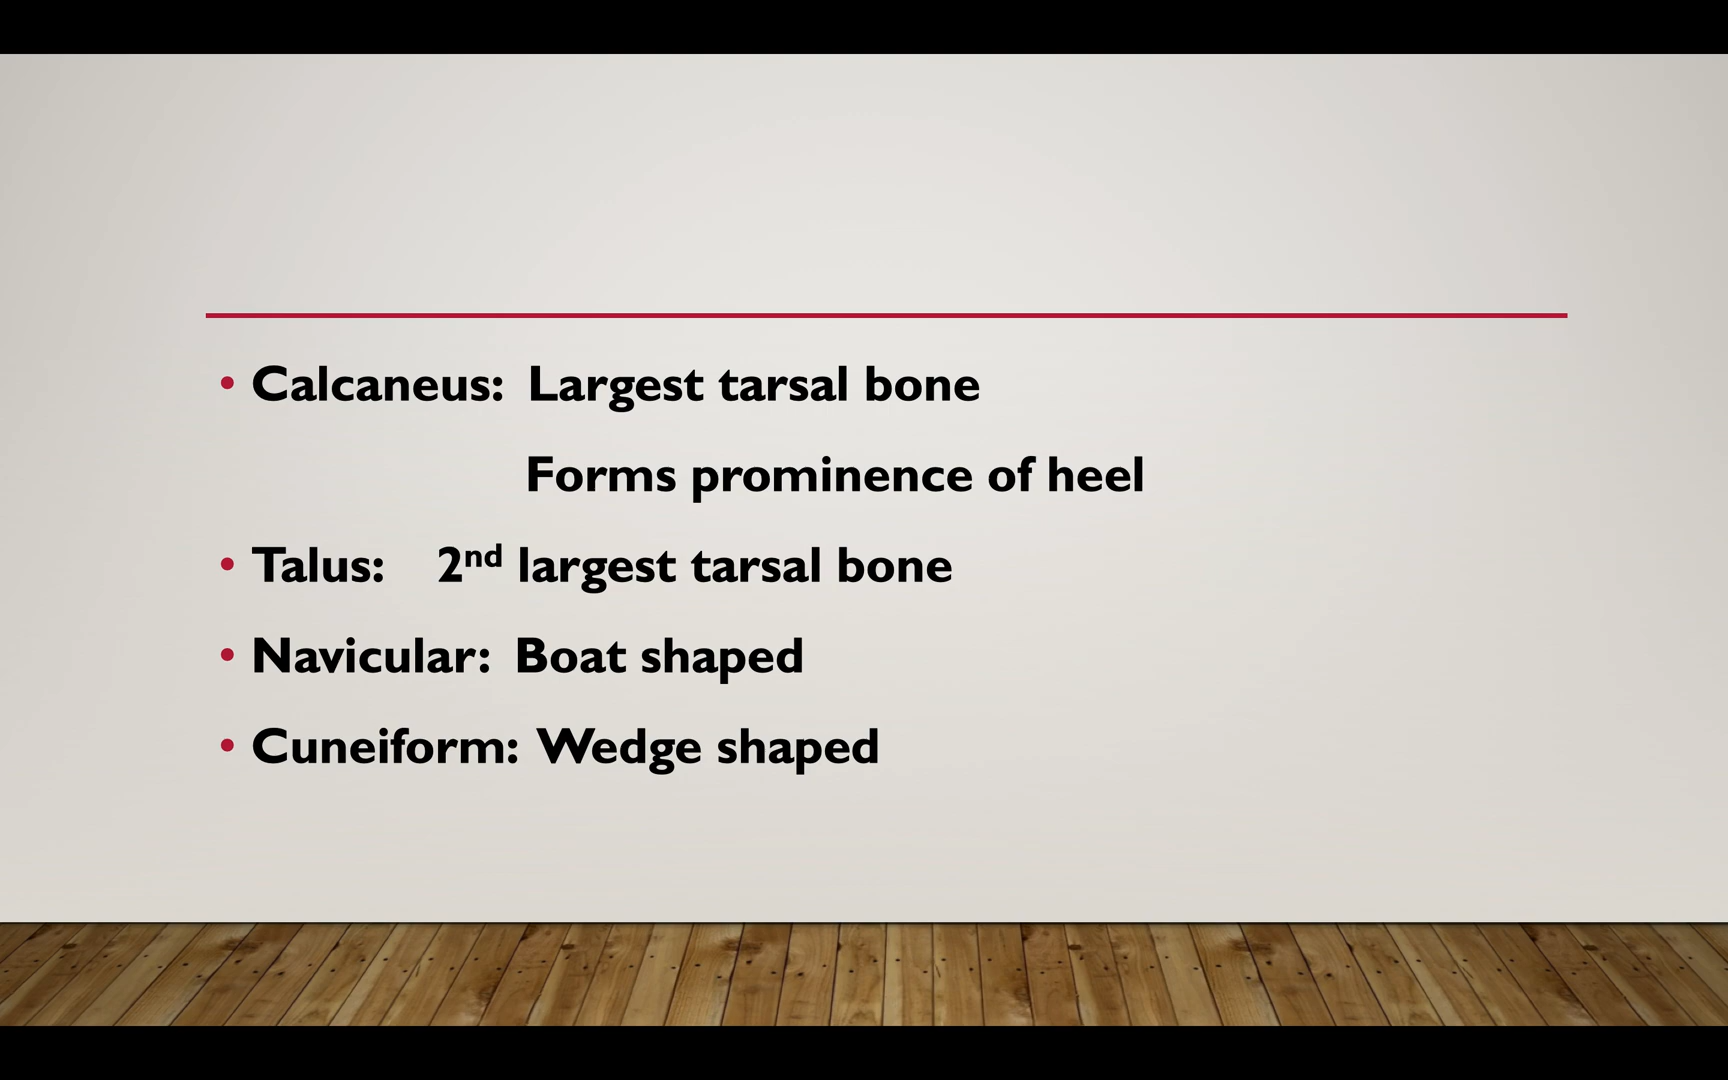 • Calcaneus: Largest tarsal bone
Forms prominence of heel
• Talus: 2nd largest tarsal bone
• Navicular: Boat shaped
• Cuneiform: Wedge shaped